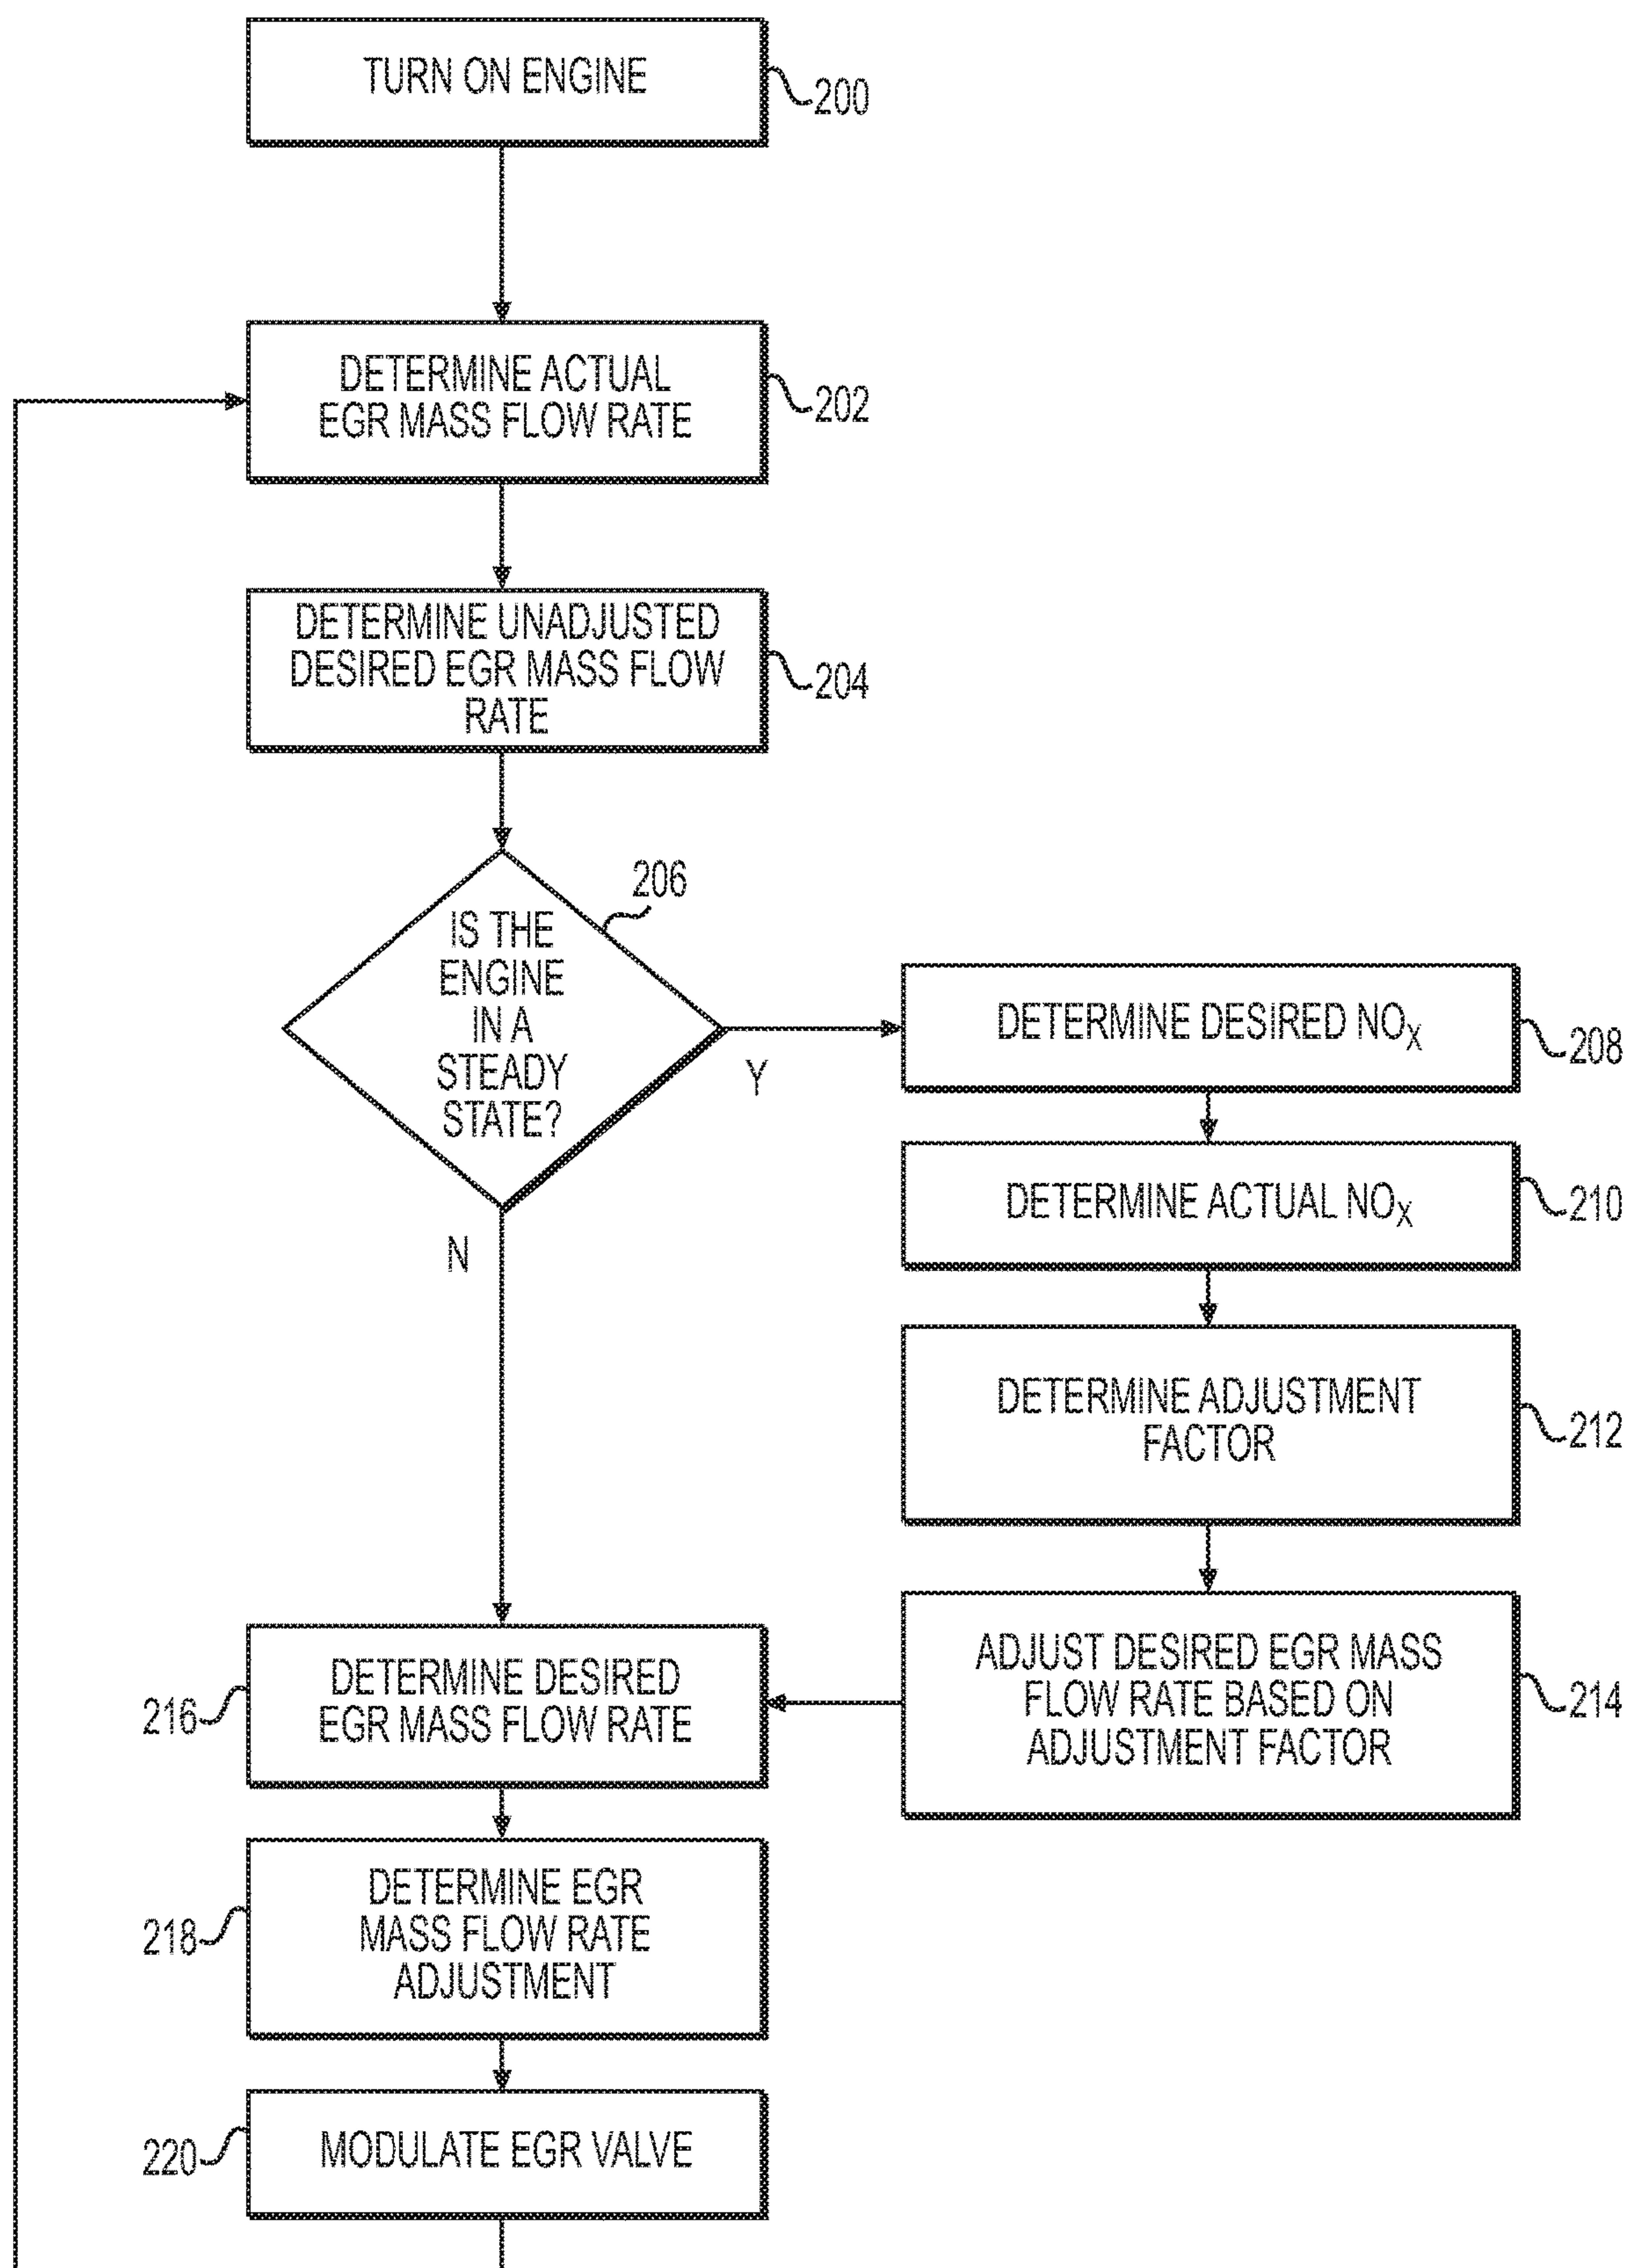 TURN ON ENGINE
200
DETERMINE ACTUAL
EGR MASS FLOW RATE
202
DETERMINE UNADJUSTED
DESIRED EGR MASS FLOW
RATE
204
206
IS THE
ENGINE
IN A
STEADY
STATE?
Y
N
DETERMINE DESIRED NOX
208
DETERMINE ACTUAL NOX
210
DETERMINE ADJUSTMENT
FACTOR
212
ADJUST DESIRED EGR MASS
FLOW RATE BASED ON
ADJUSTMENT FACTOR
214
DETERMINE DESIRED
EGR MASS FLOW RATE
216
DETERMINE EGR
MASS FLOW RATE
ADJUSTMENT
218
MODULATE EGR VALVE
220